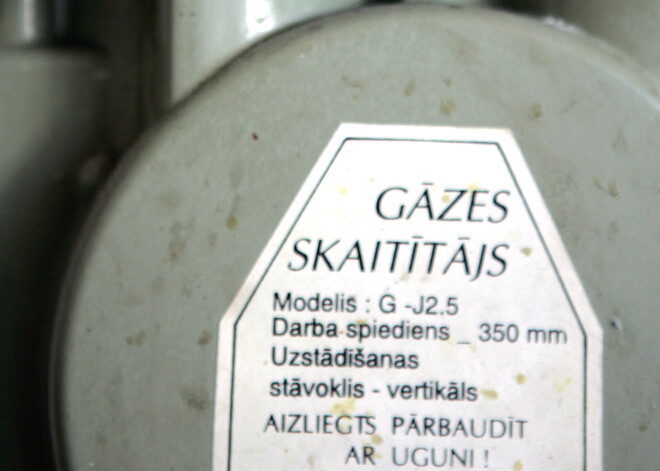 GĀZES
SKAITĪTĀJS
Modelis : G -J2.5
Darba spiediens _ 350 mm
Uzstādīšanas
stāvoklis - vertikāls
AIZLIEGTS PĀRBAUDĪT
AR UGUNI !